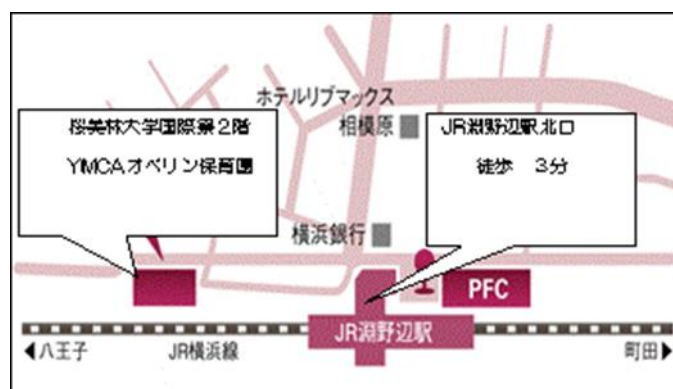 ホテルリブマックス
相模原
桜美林大学国際寮2階
YMCAオベリン保育園
JR淵野辺駅北口
徒歩 3分
横浜銀行
PFC
JR淵野辺駅
◀八王子
JR横浜線
町田▶